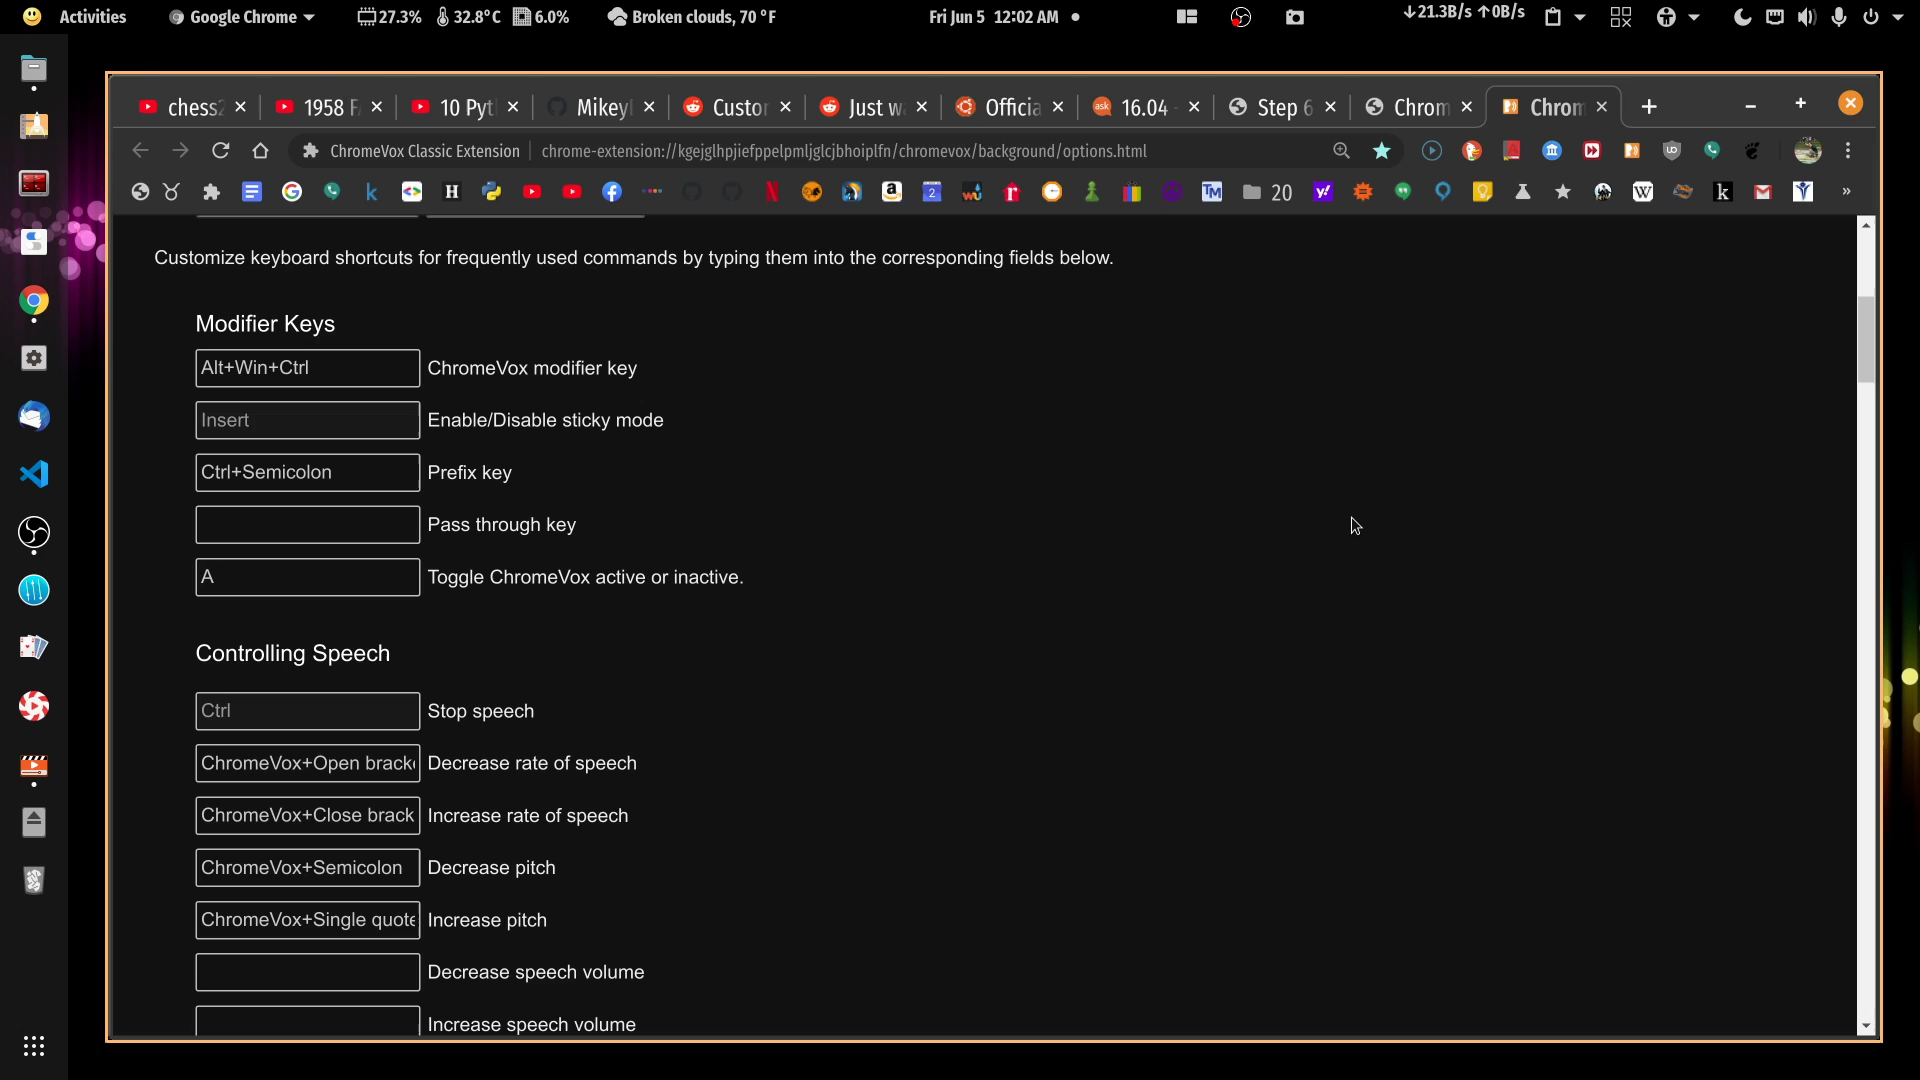 Activities Google Chrome 27.3% 32.8°C 6.0% Broken clouds, 70 °F Fri Jun 5 12:02 AM ↓21.3B/s ↑0B/s
chess2 1958 F 10 Pyt Mikeyl Custo Just w Officia 16.04 - Step 6 Chrom Chrom
ChromeVox Classic Extension chrome-extension://kgejglhpjiefppelpmljglcjbhoiplfn/chromevox/background/options.html
20
Customize keyboard shortcuts for frequently used commands by typing them into the corresponding fields below.
Modifier Keys
Alt+Win+Ctrl ChromeVox modifier key
Insert Enable/Disable sticky mode
Ctrl+Semicolon Prefix key
Pass through key
A Toggle ChromeVox active or inactive.
Controlling Speech
Ctrl Stop speech
ChromeVox+Open brack Decrease rate of speech
ChromeVox+Close brack Increase rate of speech
ChromeVox+Semicolon Decrease pitch
ChromeVox+Single quote Increase pitch
Decrease speech volume
Increase speech volume